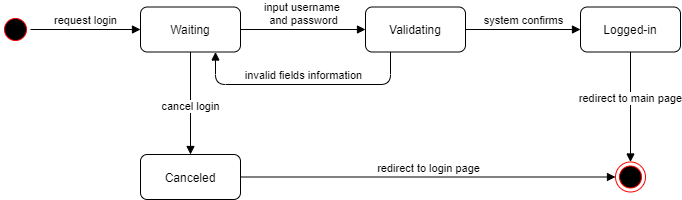 request login
Waiting
input username
and password
Validating
system confirms
Logged-in
invalid fields information
cancel login
redirect to main page
Canceled
redirect to login page